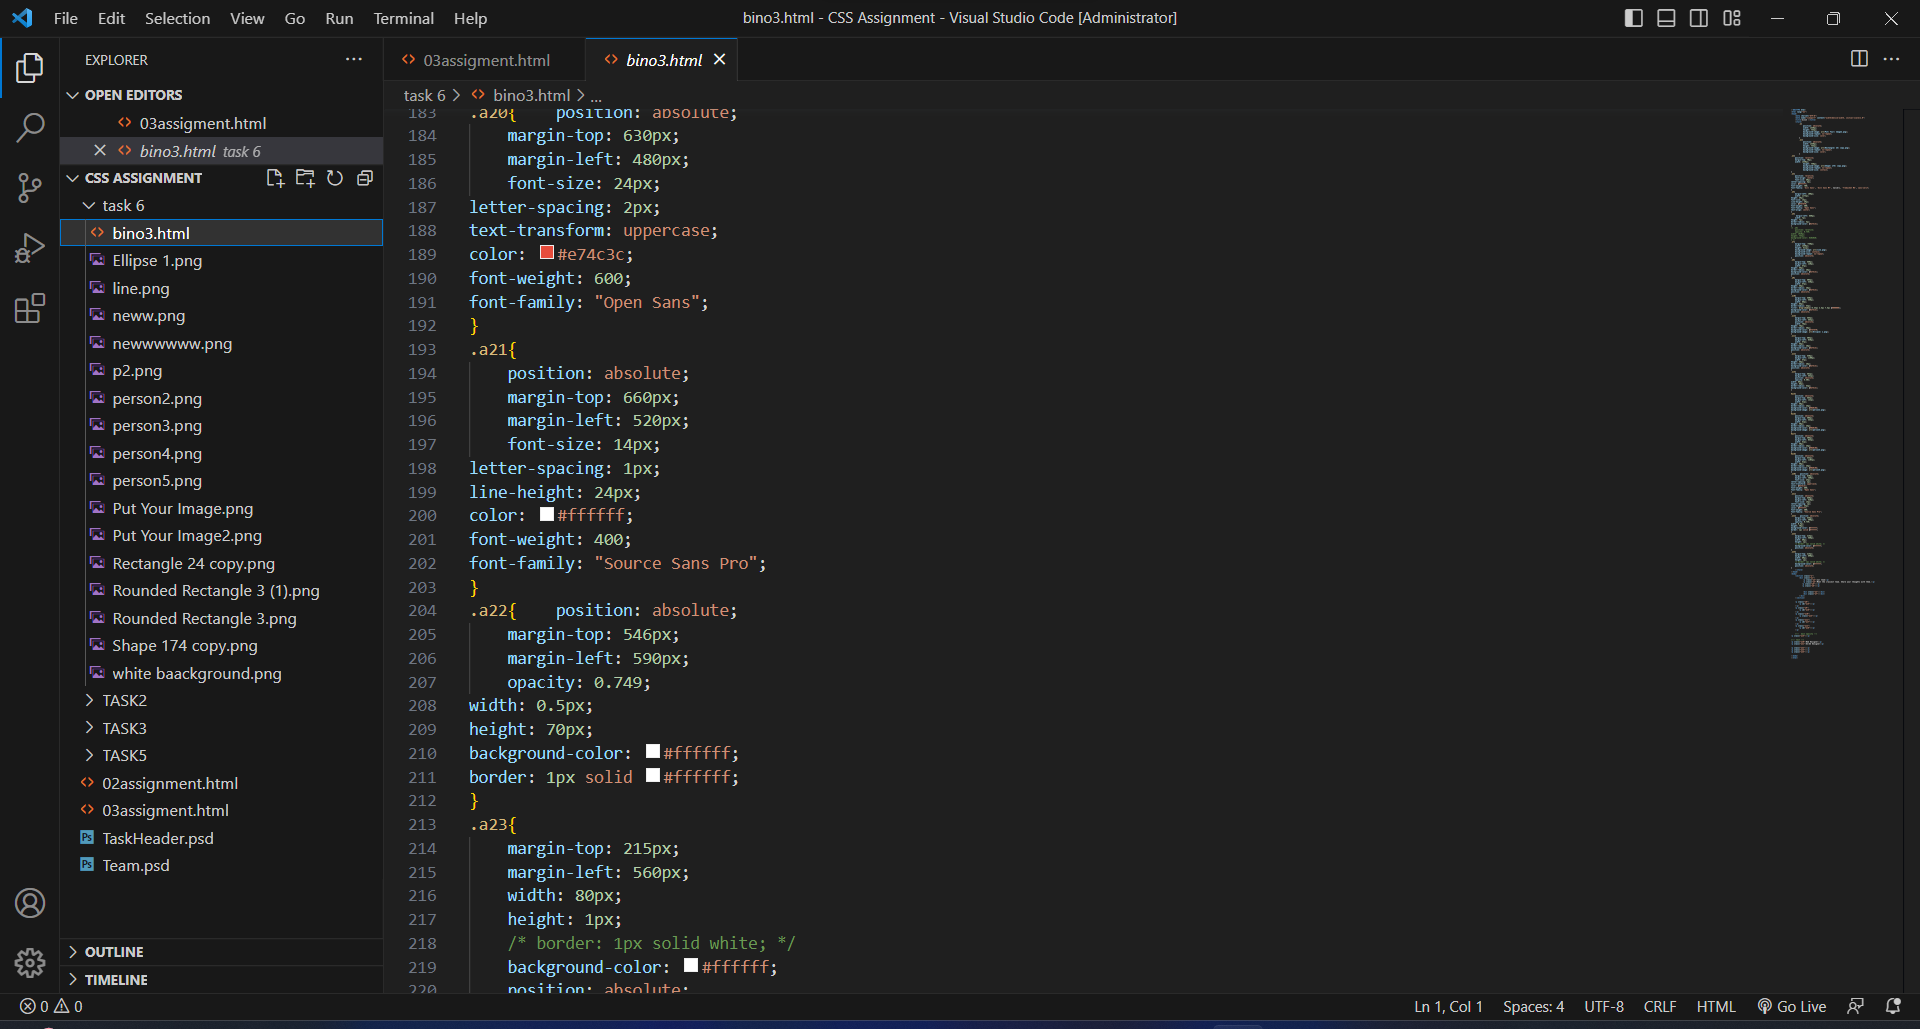 File Edit Selection View Go Run Terminal Help
bino3.html - CSS Assignment - Visual Studio Code [Administrator]
EXPLORER
OPEN EDITORS
03assigment.html
bino3.html task 6
CSS ASSIGNMENT
task 6
bino3.html
Ellipse 1.png
line.png
neww.png
newwwwww.png
p2.png
person2.png
person3.png
person4.png
person5.png
Put Your Image.png
Put Your Image2.png
Rectangle 24 copy.png
Rounded Rectangle 3 (1).png
Rounded Rectangle 3.png
Shape 174 copy.png
white baackground.png
TASK2
TASK3
TASK5
02assignment.html
03assigment.html
Ps TaskHeader.psd
Ps Team.psd
OUTLINE
TIMELINE
03assigment.html bino3.html
task 6 > bino3.html > ...
183 .a20{    position: absolute;
184     margin-top: 630px;
185     margin-left: 480px;
186     font-size: 24px;
187 letter-spacing: 2px;
188 text-transform: uppercase;
189 color: #e74c3c;
190 font-weight: 600;
191 font-family: "Open Sans";
192 }
193 .a21{
194     position: absolute;
195     margin-top: 660px;
196     margin-left: 520px;
197     font-size: 14px;
198 letter-spacing: 1px;
199 line-height: 24px;
200 color: #ffffff;
201 font-weight: 400;
202 font-family: "Source Sans Pro";
203 }
204 .a22{    position: absolute;
205     margin-top: 546px;
206     margin-left: 590px;
207     opacity: 0.749;
208 width: 0.5px;
209 height: 70px;
210 background-color: #ffffff;
211 border: 1px solid #ffffff;
212 }
213 .a23{
214     margin-top: 215px;
215     margin-left: 560px;
216     width: 80px;
217     height: 1px;
218     /* border: 1px solid white; */
219     background-color: #ffffff;
220     position: absolute;
0 0
Ln 1, Col 1 Spaces: 4 UTF-8 CRLF HTML Go Live